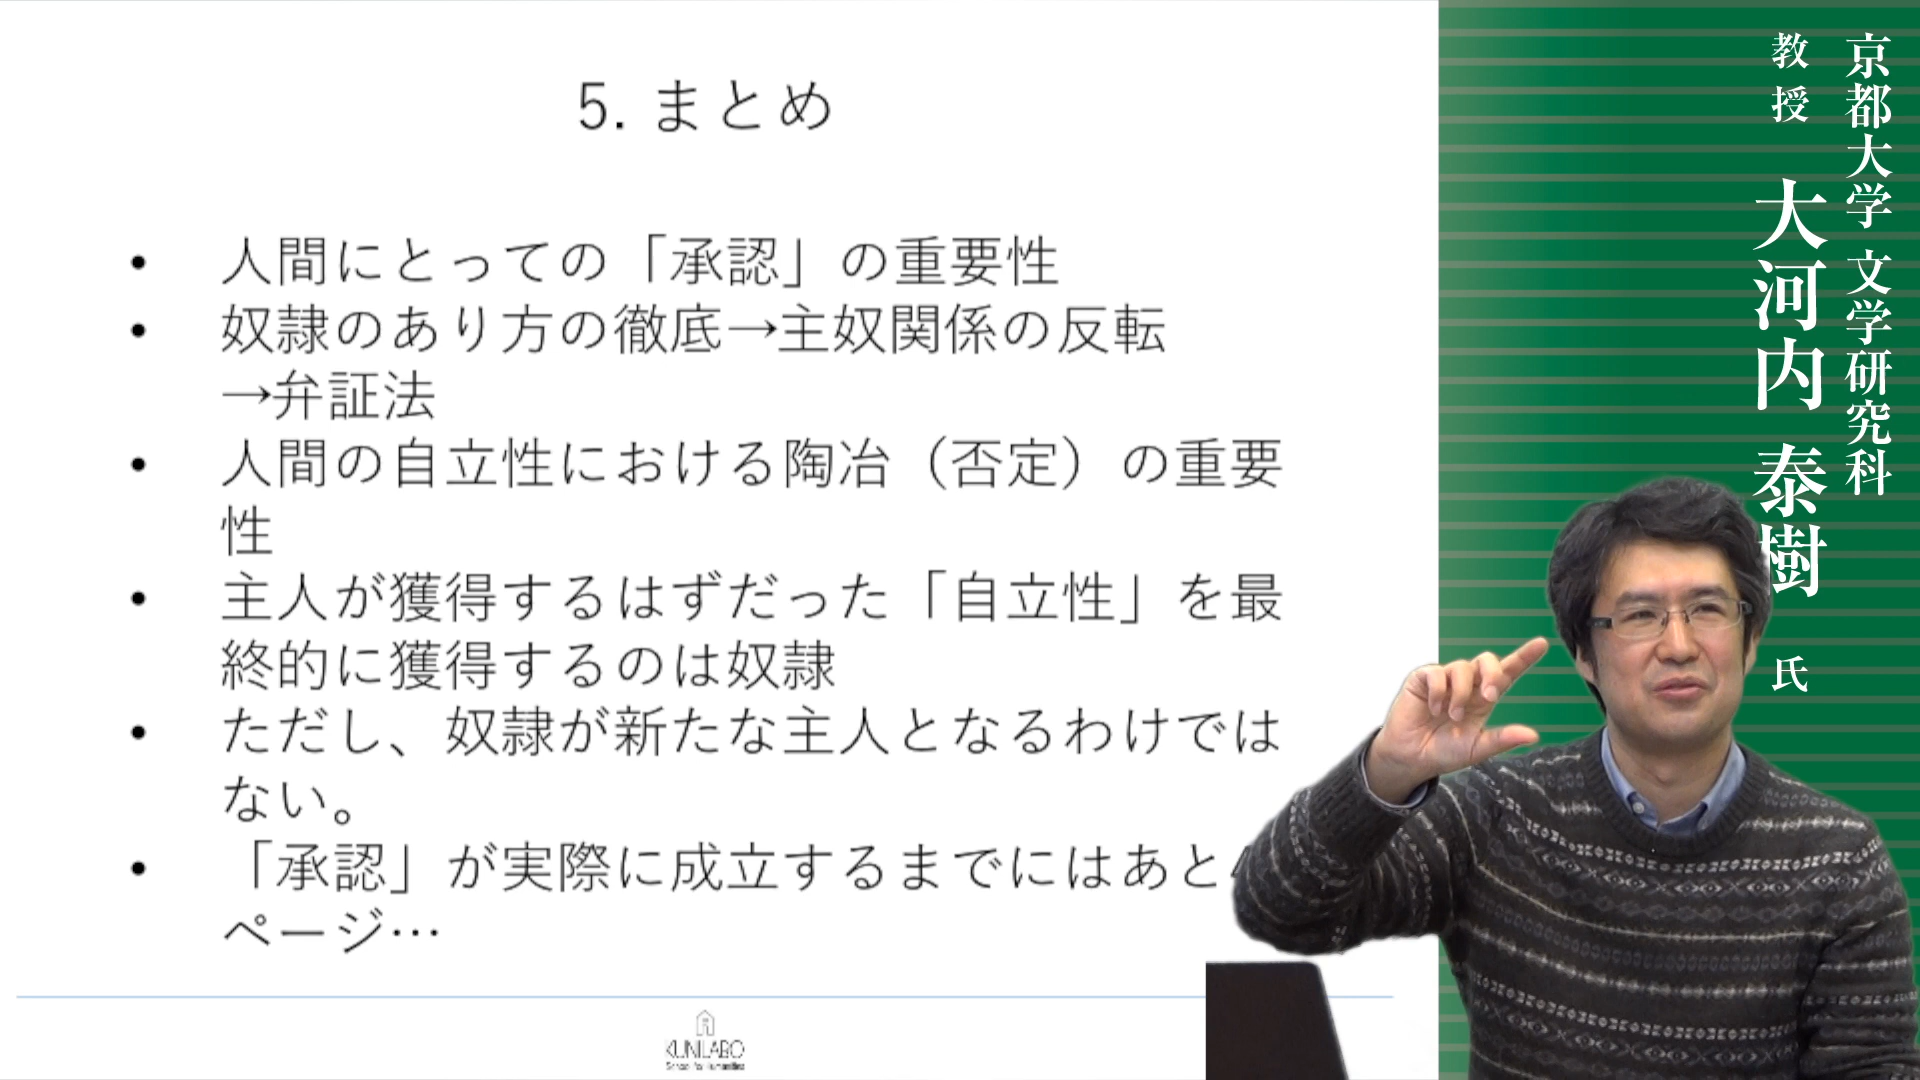 5. まとめ
• 人間にとっての「承認」の重要性
• 奴隷のあり方の徹底→主奴関係の反転
→弁証法
• 人間の自立性における陶冶（否定）の重要
性
• 主人が獲得するはずだった「自立性」を最
終的に獲得するのは奴隷
• ただし、奴隷が新たな主人となるわけでは
ない。
• 「承認」が実際に成立するまでにはあと
ページ…
KUNILABO
School for Humanities
京都大学 文学研究科
教授 大河内 泰樹 氏